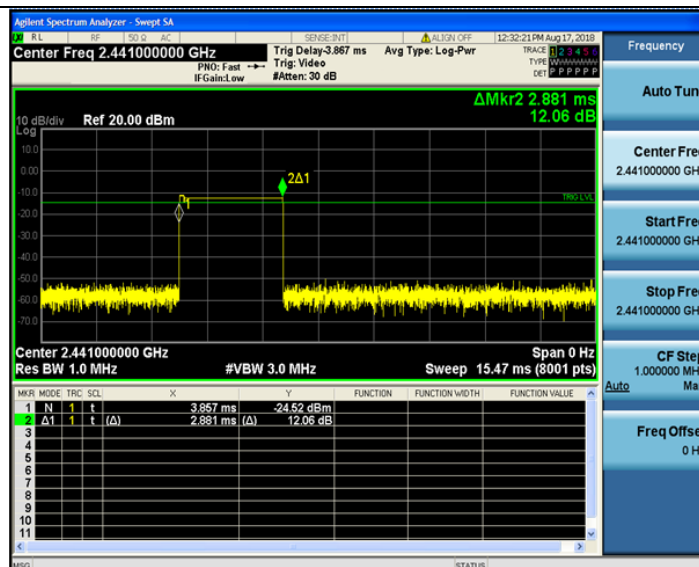 Agilent Spectrum Analyzer - Swept SA
LXI RL RF 50 Ω AC SENSE:INT ALIGN OFF 12:32:21 PM Aug 17, 2018
Center Freq 2.441000000 GHz Trig Delay-3.867 ms Avg Type: Log-Pwr TRACE 1 2 3 4 5 6
PNO: Fast Trig: Video TYPE
IFGain:Low #Atten: 30 dB DET P P P P P P
Frequency
Auto Tun
Center Fre
2.441000000 GH
Start Fre
2.441000000 GH
Stop Fre
2.441000000 GH
CF Step
1.000000 MH
Auto Ma
Freq Offse
0 H
ΔMkr2 2.881 ms
12.06 dB
10 dB/div Ref 20.00 dBm
Log
10.0
0.00
-10.0
-20.0
-30.0
-40.0
-50.0
-60.0
-70.0
2Δ1
1
TRIG LVL
Center 2.441000000 GHz Span 0 Hz
Res BW 1.0 MHz #VBW 3.0 MHz Sweep 15.47 ms (8001 pts)
MKR MODE TRC SCL X Y FUNCTION FUNCTION WIDTH FUNCTION VALUE
1 N 1 t 3.857 ms -24.52 dBm
2 Δ1 1 t (Δ) 2.881 ms (Δ) 12.06 dB
3
4
5
6
7
8
9
10
11
MSG STATUS